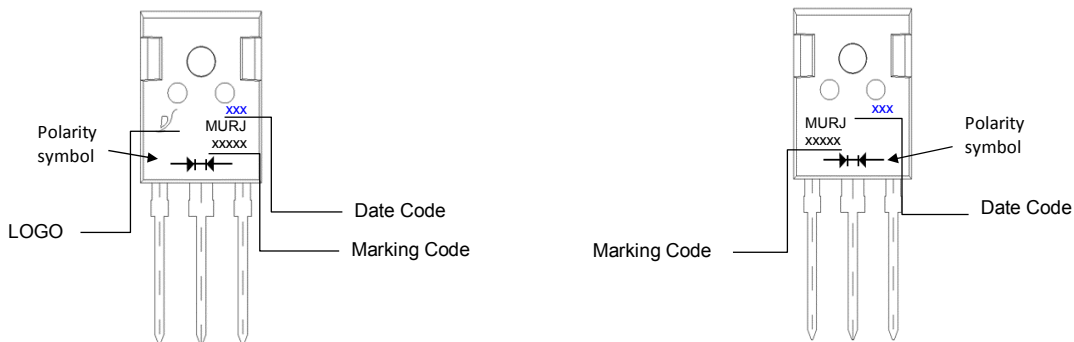 xxx
MURJ
xxxxx
Polarity
symbol
LOGO
Date Code
Marking Code
xxx
MURJ
xxxxx
Polarity
symbol
Date Code
Marking Code